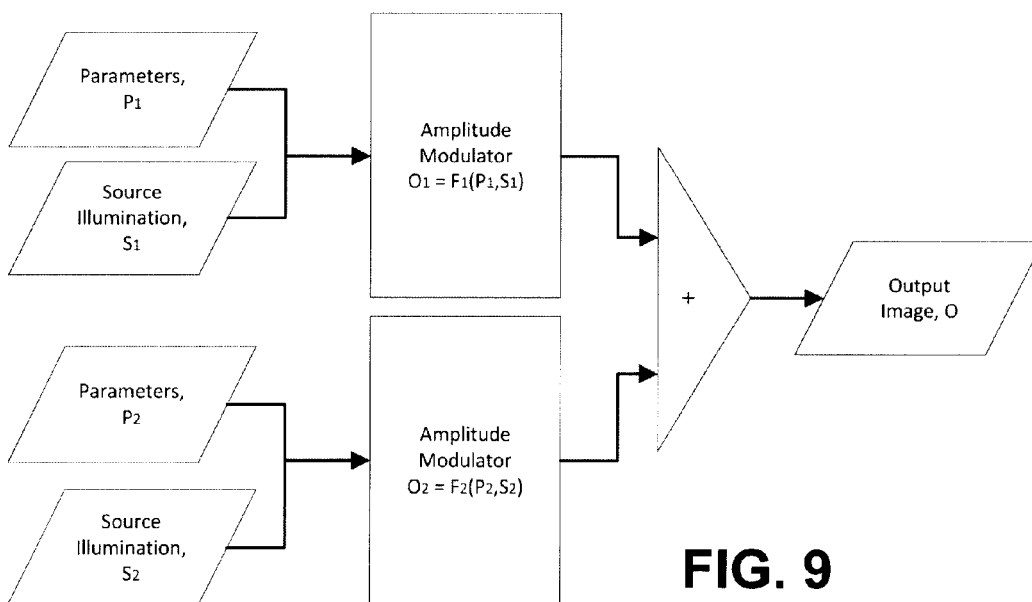 Parameters,
P1
Source
Illumination,
S1
Amplitude
Modulator
O1 = F1(P1,S1)
Parameters,
P2
Source
Illumination,
S2
Amplitude
Modulator
O2 = F2(P2,S2)
+
Output
Image, O
FIG. 9